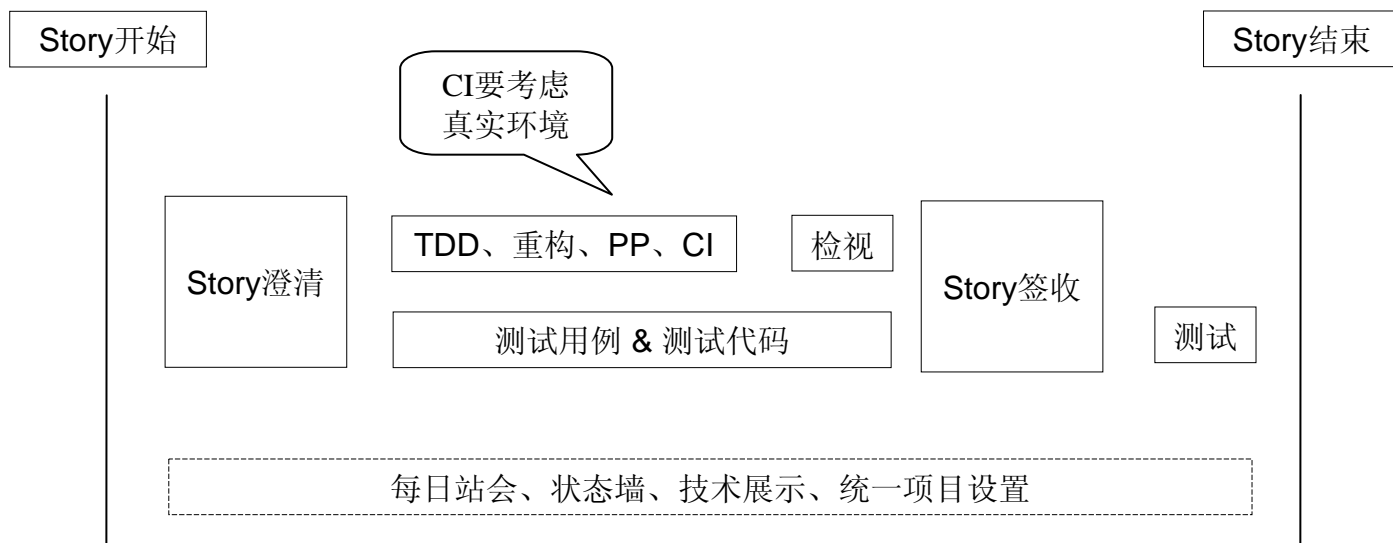 Story开始
Story结束
CI要考虑
真实环境
TDD、重构、PP、CI
检视
Story澄清
Story签收
测试用例 & 测试代码
测试
每日站会、状态墙、技术展示、统一项目设置